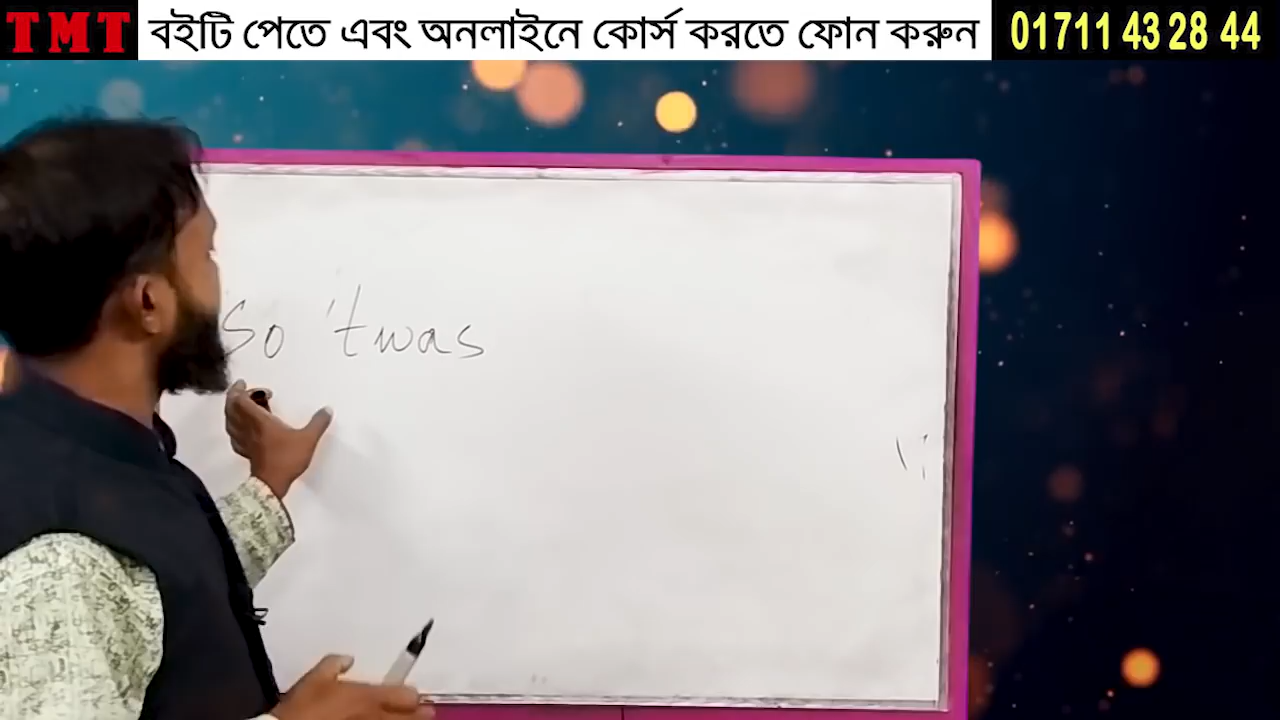 TMT বইটি পেতে এবং অনলাইনে কোর্স করতে ফোন করুন 01711 43 28 44
So 'twas